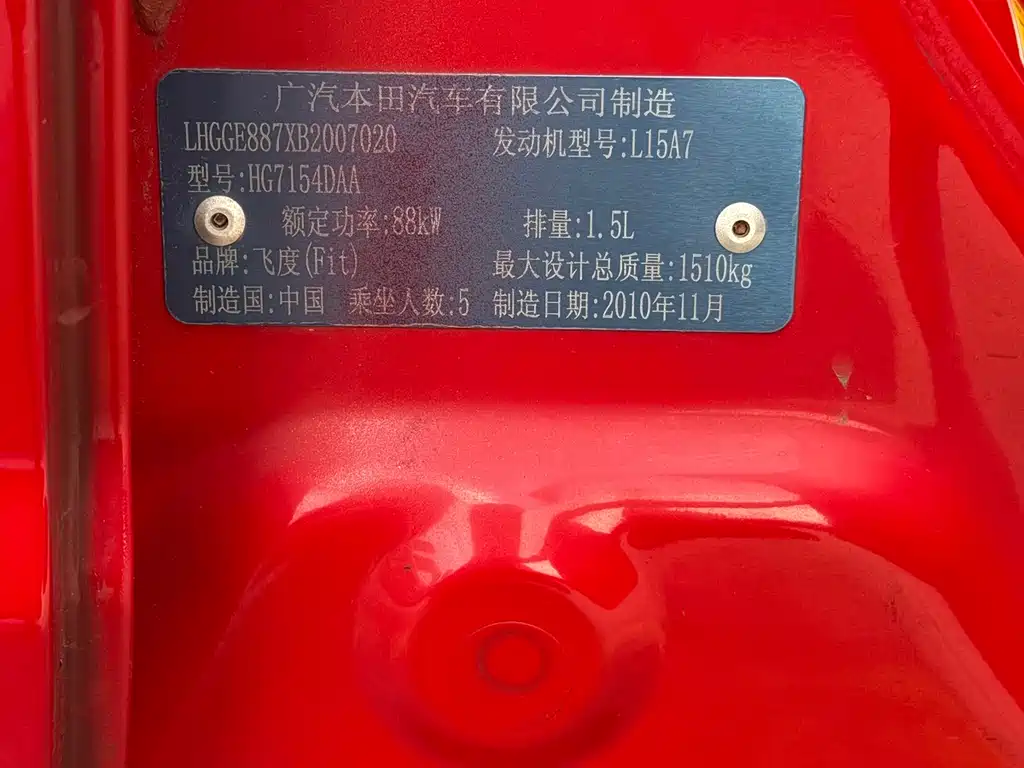 广汽本田汽车有限公司制造
LHGGE887XB2007020 发动机型号:L15A7
型号:HG7154DAA
额定功率:88kW 排量:1.5L
品牌:飞度(Fit) 最大设计总质量:1510kg
制造国:中国 乘坐人数:5 制造日期:2010年11月